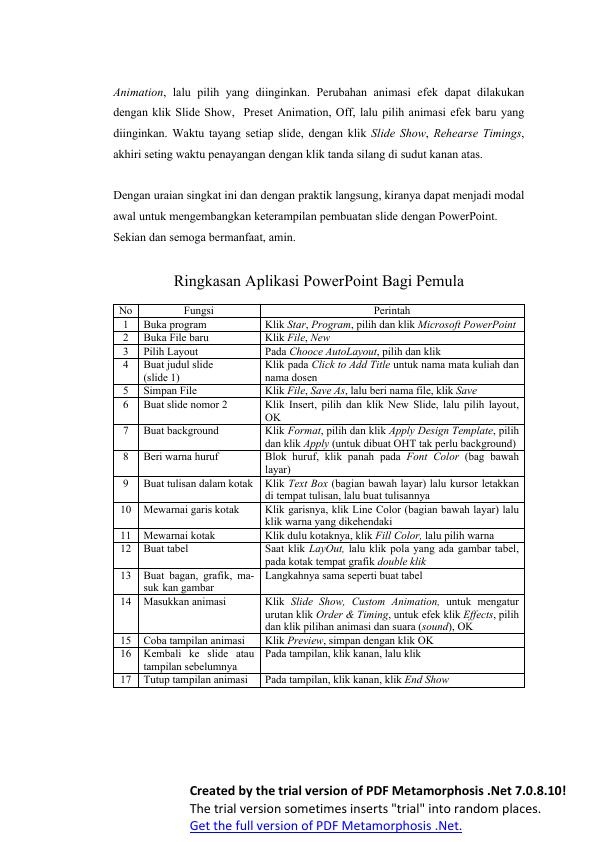 Animation, lalu pilih yang diinginkan. Perubahan animasi efek dapat dilakukan
dengan klik Slide Show, Preset Animation, Off, lalu pilih animasi efek baru yang
diinginkan. Waktu tayang setiap slide, dengan klik Slide Show, Rehearse Timings,
akhiri seting waktu penayangan dengan klik tanda silang di sudut kanan atas.
Dengan uraian singkat ini dan dengan praktik langsung, kiranya dapat menjadi modal
awal untuk mengembangkan keterampilan pembuatan slide dengan PowerPoint.
Sekian dan semoga bermanfaat, amin.
Ringkasan Aplikasi PowerPoint Bagi Pemula
No Fungsi Perintah
1 Buka program Klik Star, Program, pilih dan klik Microsoft PowerPoint
2 Buka File baru Klik File, New
3 Pilih Layout Pada Chooce AutoLayout, pilih dan klik
4 Buat judul slide Klik pada Click to Add Title untuk nama mata kuliah dan
(slide 1) nama dosen
5 Simpan File Klik File, Save As, lalu beri nama file, klik Save
6 Buat slide nomor 2 Klik Insert, pilih dan klik New Slide, lalu pilih layout,
OK
7 Buat background Klik Format, pilih dan klik Apply Design Template, pilih
dan klik Apply (untuk dibuat OHT tak perlu background)
8 Beri warna huruf Blok huruf, klik panah pada Font Color (bag bawah
layar)
9 Buat tulisan dalam kotak Klik Text Box (bagian bawah layar) lalu kursor letakkan
di tempat tulisan, lalu buat tulisannya
10 Mewarnai garis kotak Klik garisnya, klik Line Color (bagian bawah layar) lalu
klik warna yang dikehendaki
11 Mewarnai kotak Klik dulu kotaknya, klik Fill Color, lalu pilih warna
12 Buat tabel Saat klik LayOut, lalu klik pola yang ada gambar tabel,
pada kotak tempat grafik double klik
13 Buat bagan, grafik, ma- Langkahnya sama seperti buat tabel
suk kan gambar
14 Masukkan animasi Klik Slide Show, Custom Animation, untuk mengatur
urutan klik Order & Timing, untuk efek klik Effects, pilih
dan klik pilihan animasi dan suara (sound), OK
15 Coba tampilan animasi Klik Preview, simpan dengan klik OK
16 Kembali ke slide atau Pada tampilan, klik kanan, lalu klik
tampilan sebelumnya
17 Tutup tampilan animasi Pada tampilan, klik kanan, klik End Show
Created by the trial version of PDF Metamorphosis .Net 7.0.8.10!
The trial version sometimes inserts "trial" into random places.
Get the full version of PDF Metamorphosis .Net.